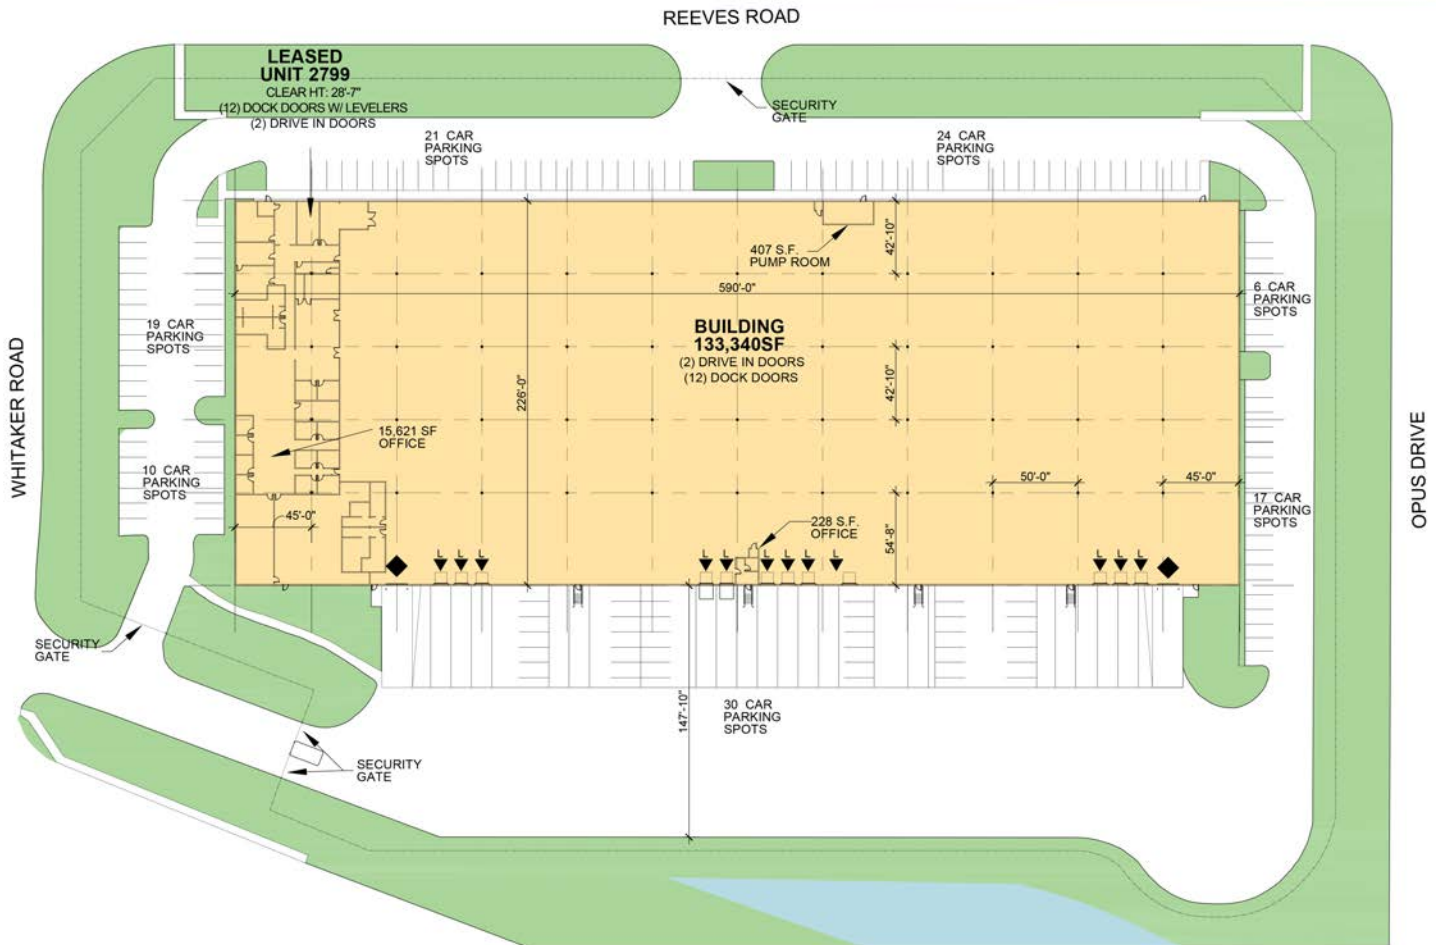 REEVES ROAD
LEASED
UNIT 2799
CLEAR HT: 28'-7"
(12) DOCK DOORS W/ LEVELERS
(2) DRIVE IN DOORS
SECURITY
GATE
21 CAR
PARKING
SPOTS
24 CAR
PARKING
SPOTS
407 S.F.
PUMP ROOM
42'-10"
590'-0"
6 CAR
PARKING
SPOTS
19 CAR
PARKING
SPOTS
BUILDING
133,340SF
(2) DRIVE IN DOORS
(12) DOCK DOORS
WHITAKER ROAD
226'-0"
42'-10"
OPUS DRIVE
15,621 SF
OFFICE
10 CAR
PARKING
SPOTS
50'-0"
45'-0"
17 CAR
PARKING
SPOTS
45'-0"
228 S.F.
OFFICE
54'-8"
L L L
L L L L L L
L L L
SECURITY
GATE
147'-10"
30 CAR
PARKING
SPOTS
SECURITY
GATE